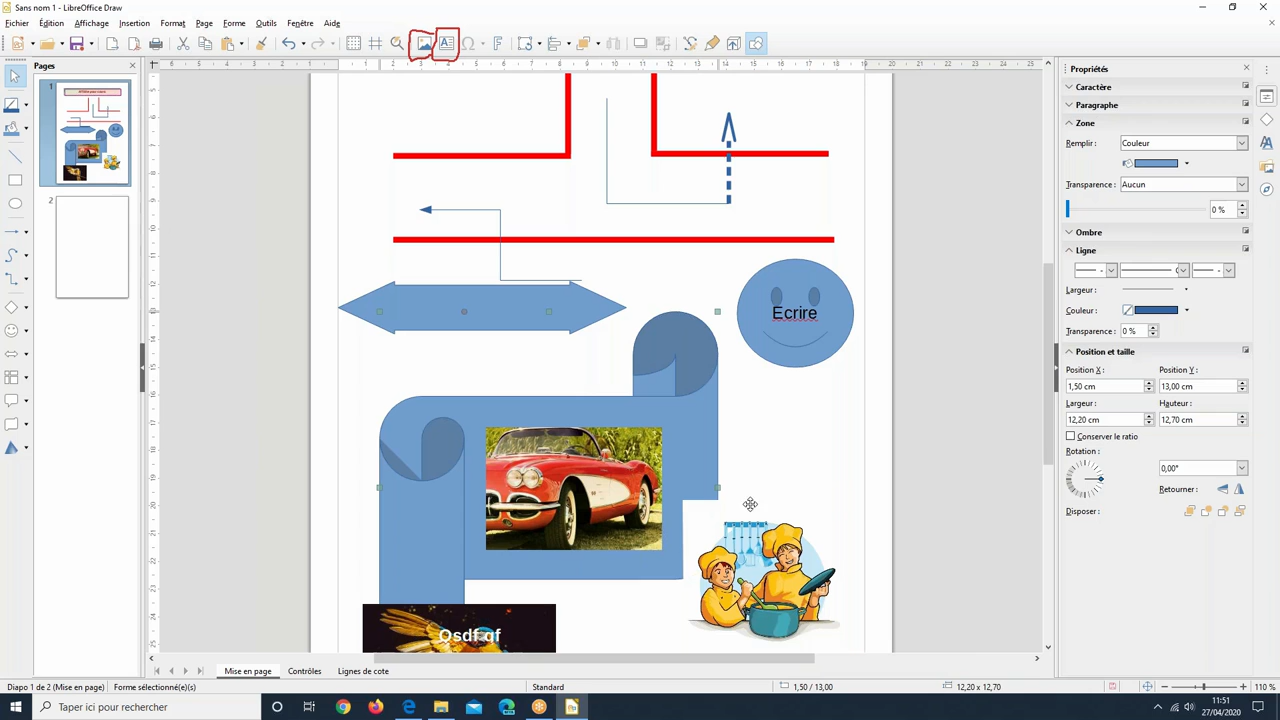 Sans nom 1 - LibreOffice Draw
Fichier Édition Affichage Insertion Format Page Forme Outils Fenêtre Aide
Pages
1
2
Ecrire
Qsdf qf
Propriétés
Caractère
Paragraphe
Zone
Remplir: Couleur
Transparence: Aucun
0 %
Ombre
Ligne
Largeur:
Couleur:
Transparence: 0 %
Position et taille
Position X: Position Y:
1,50 cm 13,00 cm
Largeur: Hauteur:
12,20 cm 12,70 cm
Conserver le ratio
Rotation:
0,00°
Retourner:
Disposer:
Mise en page Contrôles Lignes de cote
Diapo 1 de 2 (Mise en page) Forme sélectionné(e)(s) Standard 1,50 / 13,00 12,20 x 12,70 110 %
Taper ici pour rechercher
11:51
27/04/2020